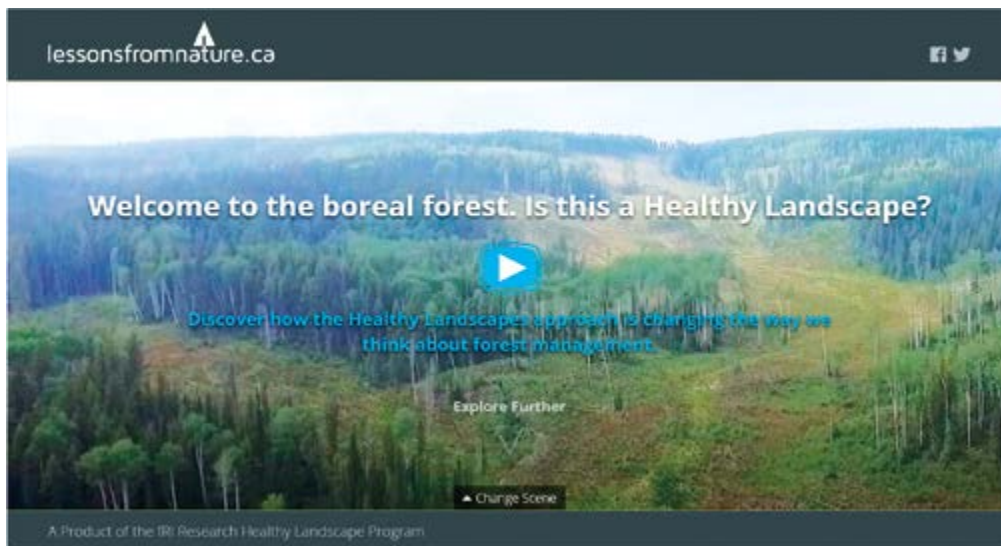 lessonsfromnature.ca
Welcome to the boreal forest. Is this a Healthy Landscape?
Discover how the Healthy Landscapes approach is changing the way we
think about forest management.
Explore Further
Change Scene
A Product of the fRI Research Healthy Landscape Program